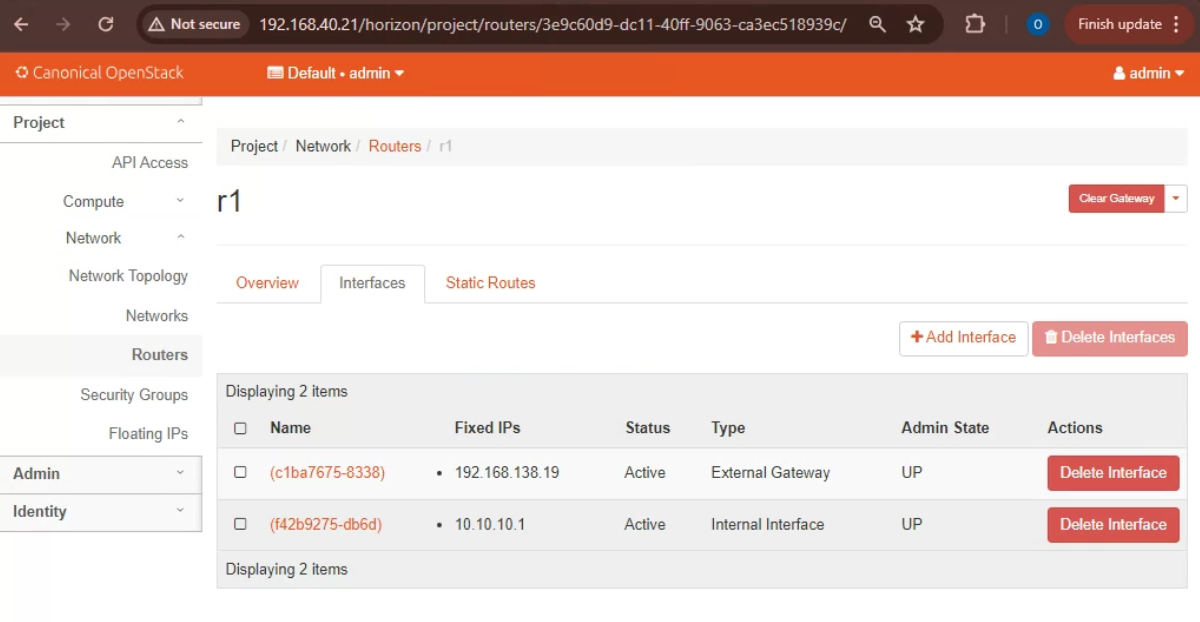 Not secure 192.168.40.21/horizon/project/routers/3e9c60d9-dc11-40ff-9063-ca3ec518939c/ O Finish update
Canonical OpenStack Default • admin admin
Project
API Access
Compute
Network
Network Topology
Networks
Routers
Security Groups
Floating IPs
Admin
Identity
Project / Network / Routers / r1
r1
Clear Gateway
Overview Interfaces Static Routes
+Add Interface Delete Interfaces
Displaying 2 items
Name Fixed IPs Status Type Admin State Actions
(c1ba7675-8338) • 192.168.138.19 Active External Gateway UP Delete Interface
(f42b9275-db6d) • 10.10.10.1 Active Internal Interface UP Delete Interface
Displaying 2 items